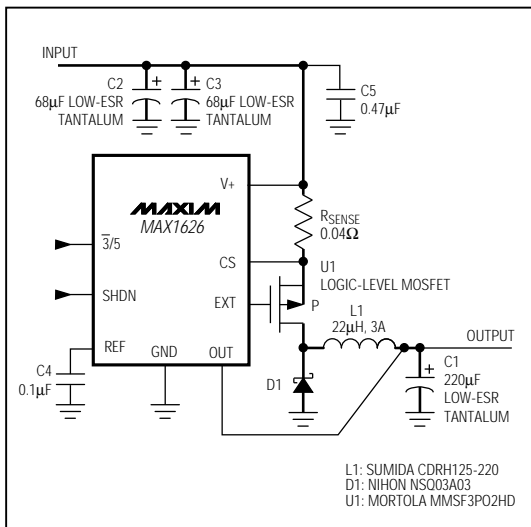 INPUT
C2
68µF LOW-ESR
TANTALUM
+
C3
68µF LOW-ESR
TANTALUM
+
C5
0.47µF
V+
MAXIM
MAX1626
RSENSE
0.04Ω
3/5
CS
U1
LOGIC-LEVEL MOSFET
SHDN
EXT
P
L1
22µH, 3A
OUTPUT
REF
GND
OUT
C4
0.1µF
D1
+
C1
220µF
LOW-ESR
TANTALUM
L1: SUMIDA CDRH125-220
D1: NIHON NSQ03A03
U1: MORTOLA MMSF3PO2HD